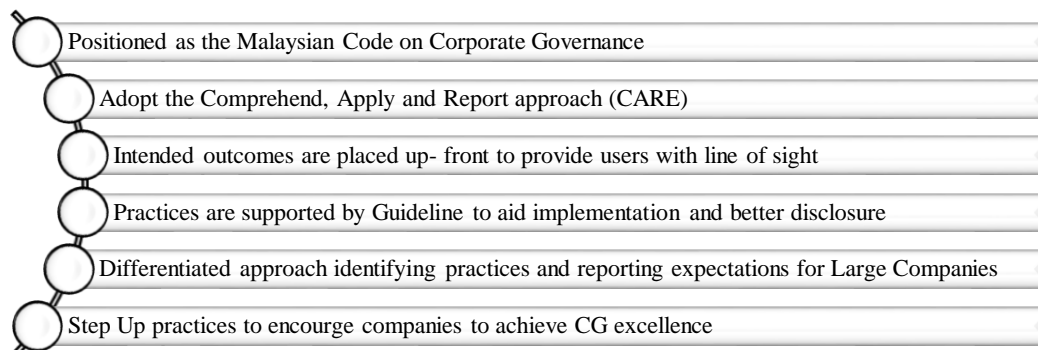 Positioned as the Malaysian Code on Corporate Governance
Adopt the Comprehend, Apply and Report approach (CARE)
Intended outcomes are placed up- front to provide users with line of sight
Practices are supported by Guideline to aid implementation and better disclosure
Differentiated approach identifying practices and reporting expectations for Large Companies
Step Up practices to encourge companies to achieve CG excellence